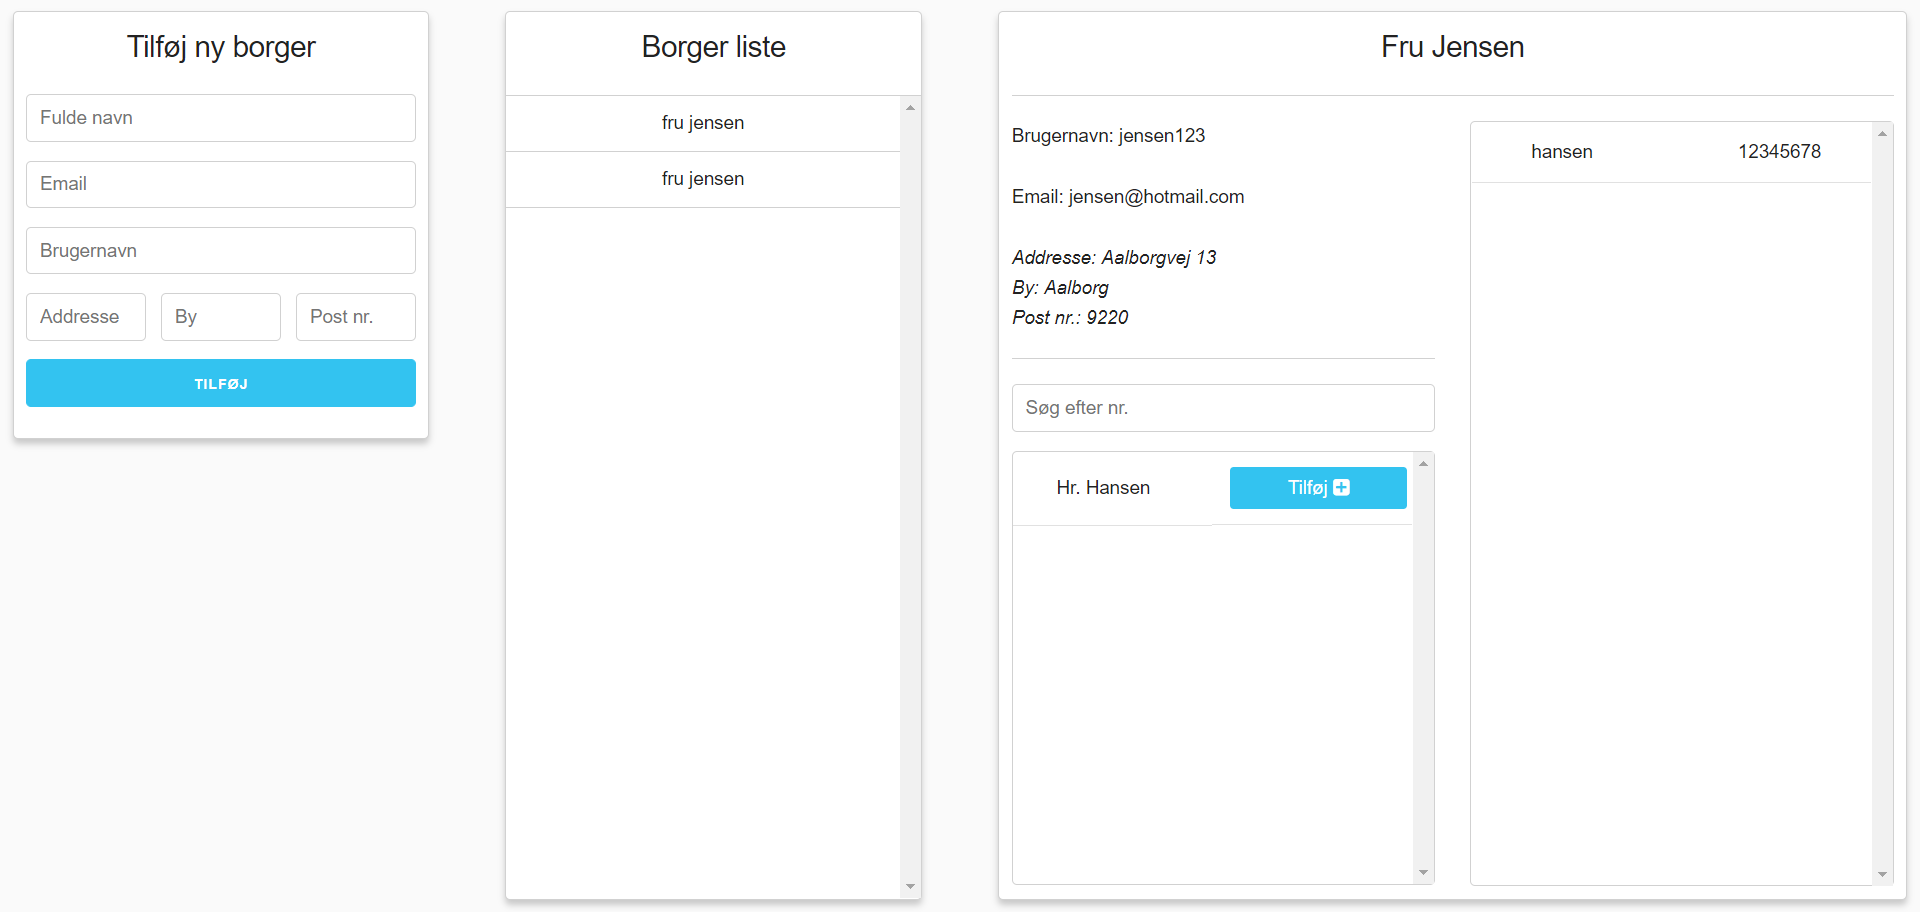 Tilføj ny borger
Fulde navn
Email
Brugernavn
Addresse By Post nr.
TILFØJ
Borger liste
fru jensen
fru jensen
Fru Jensen
Brugernavn: jensen123
Email: jensen@hotmail.com
Addresse: Aalborgvej 13
By: Aalborg
Post nr.: 9220
Søg efter nr.
Hr. Hansen Tilføj
hansen 12345678